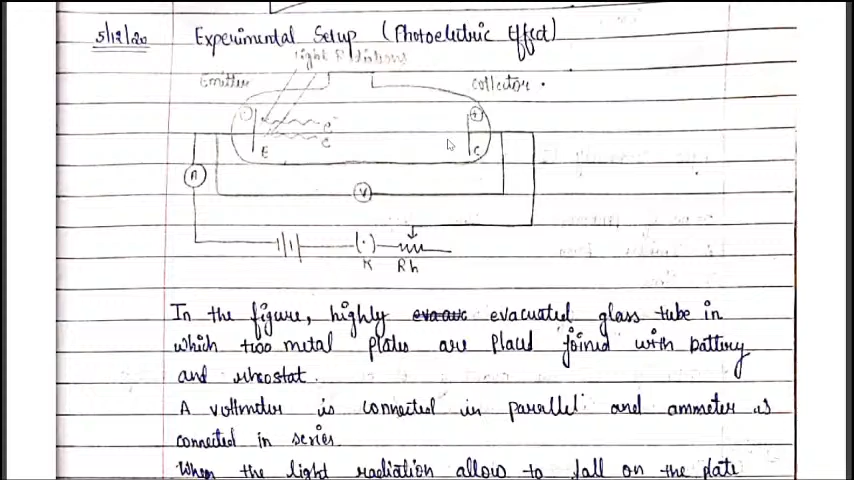 5/12/20
Experimental Setup (Photoelectric Effect)
light Radiations
Emitter
Collector
-
+
e⁻
e⁻
E
C
A
V
K
Rh
In the figure, highly evacuated glass tube in
which two metal plates are placed joined with battery
and rheostat.
A voltmeter is connected in parallel and ammeter is
connected in series.
When the light radiation allow to fall on the plate